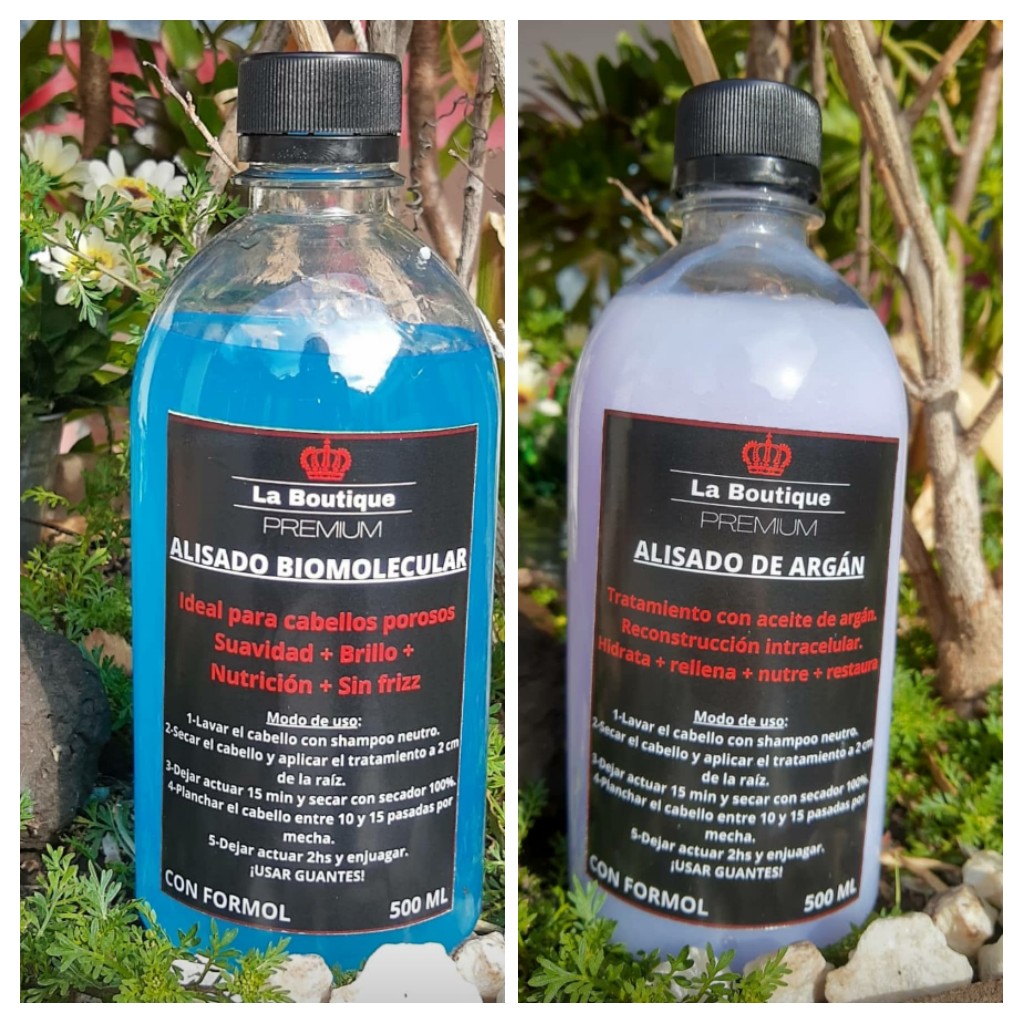 La Boutique
PREMIUM
ALISADO BIOMOLECULAR
Ideal para cabellos porosos
Suavidad + Brillo +
Nutrición + Sin frizz
Modo de uso:
1-Lavar el cabello con shampoo neutro.
2-Secar el cabello y aplicar el tratamiento a 2 cm
de la raíz.
3-Dejar actuar 15 min y secar con secador 100%.
4-Planchar el cabello entre 10 y 15 pasadas por
mecha.
5-Dejar actuar 2hs y enjuagar.
¡USAR GUANTES!
CON FORMOL
500 ML
La Boutique
PREMIUM
ALISADO DE ARGÁN
Tratamiento con aceite de argán.
Reconstrucción intracelular.
Hidrata + rellena + nutre + restaura
Modo de uso:
1-Lavar el cabello con shampoo neutro.
2-Secar el cabello y aplicar el tratamiento a 2 cm
de la raíz.
3-Dejar actuar 15 min y secar con secador 100%.
4-Planchar el cabello entre 10 y 15 pasadas por
mecha.
5-Dejar actuar 2hs y enjuagar.
¡USAR GUANTES!
CON FORMOL
500 ML